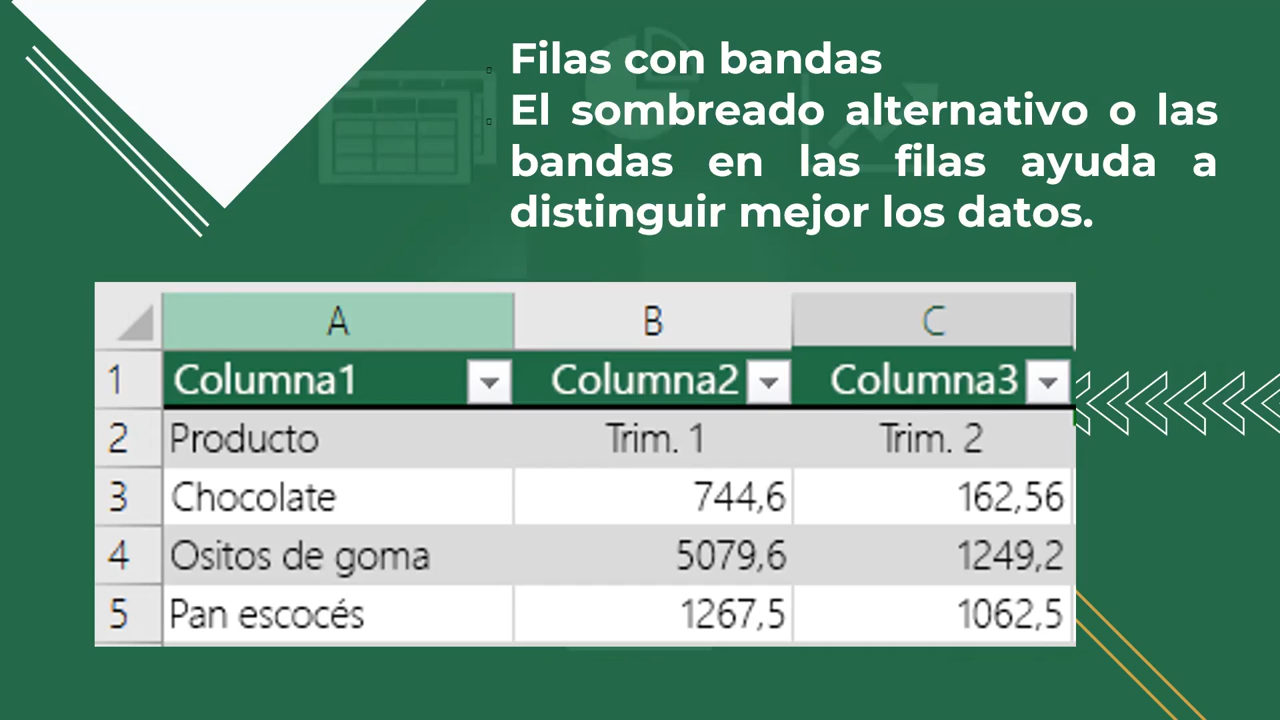 Filas con bandas
El sombreado alternativo o las
bandas en las filas ayuda a
distinguir mejor los datos.
A B C
1 Columna1 Columna2 Columna3
2 Producto Trim. 1 Trim. 2
3 Chocolate 744,6 162,56
4 Ositos de goma 5079,6 1249,2
5 Pan escocés 1267,5 1062,5